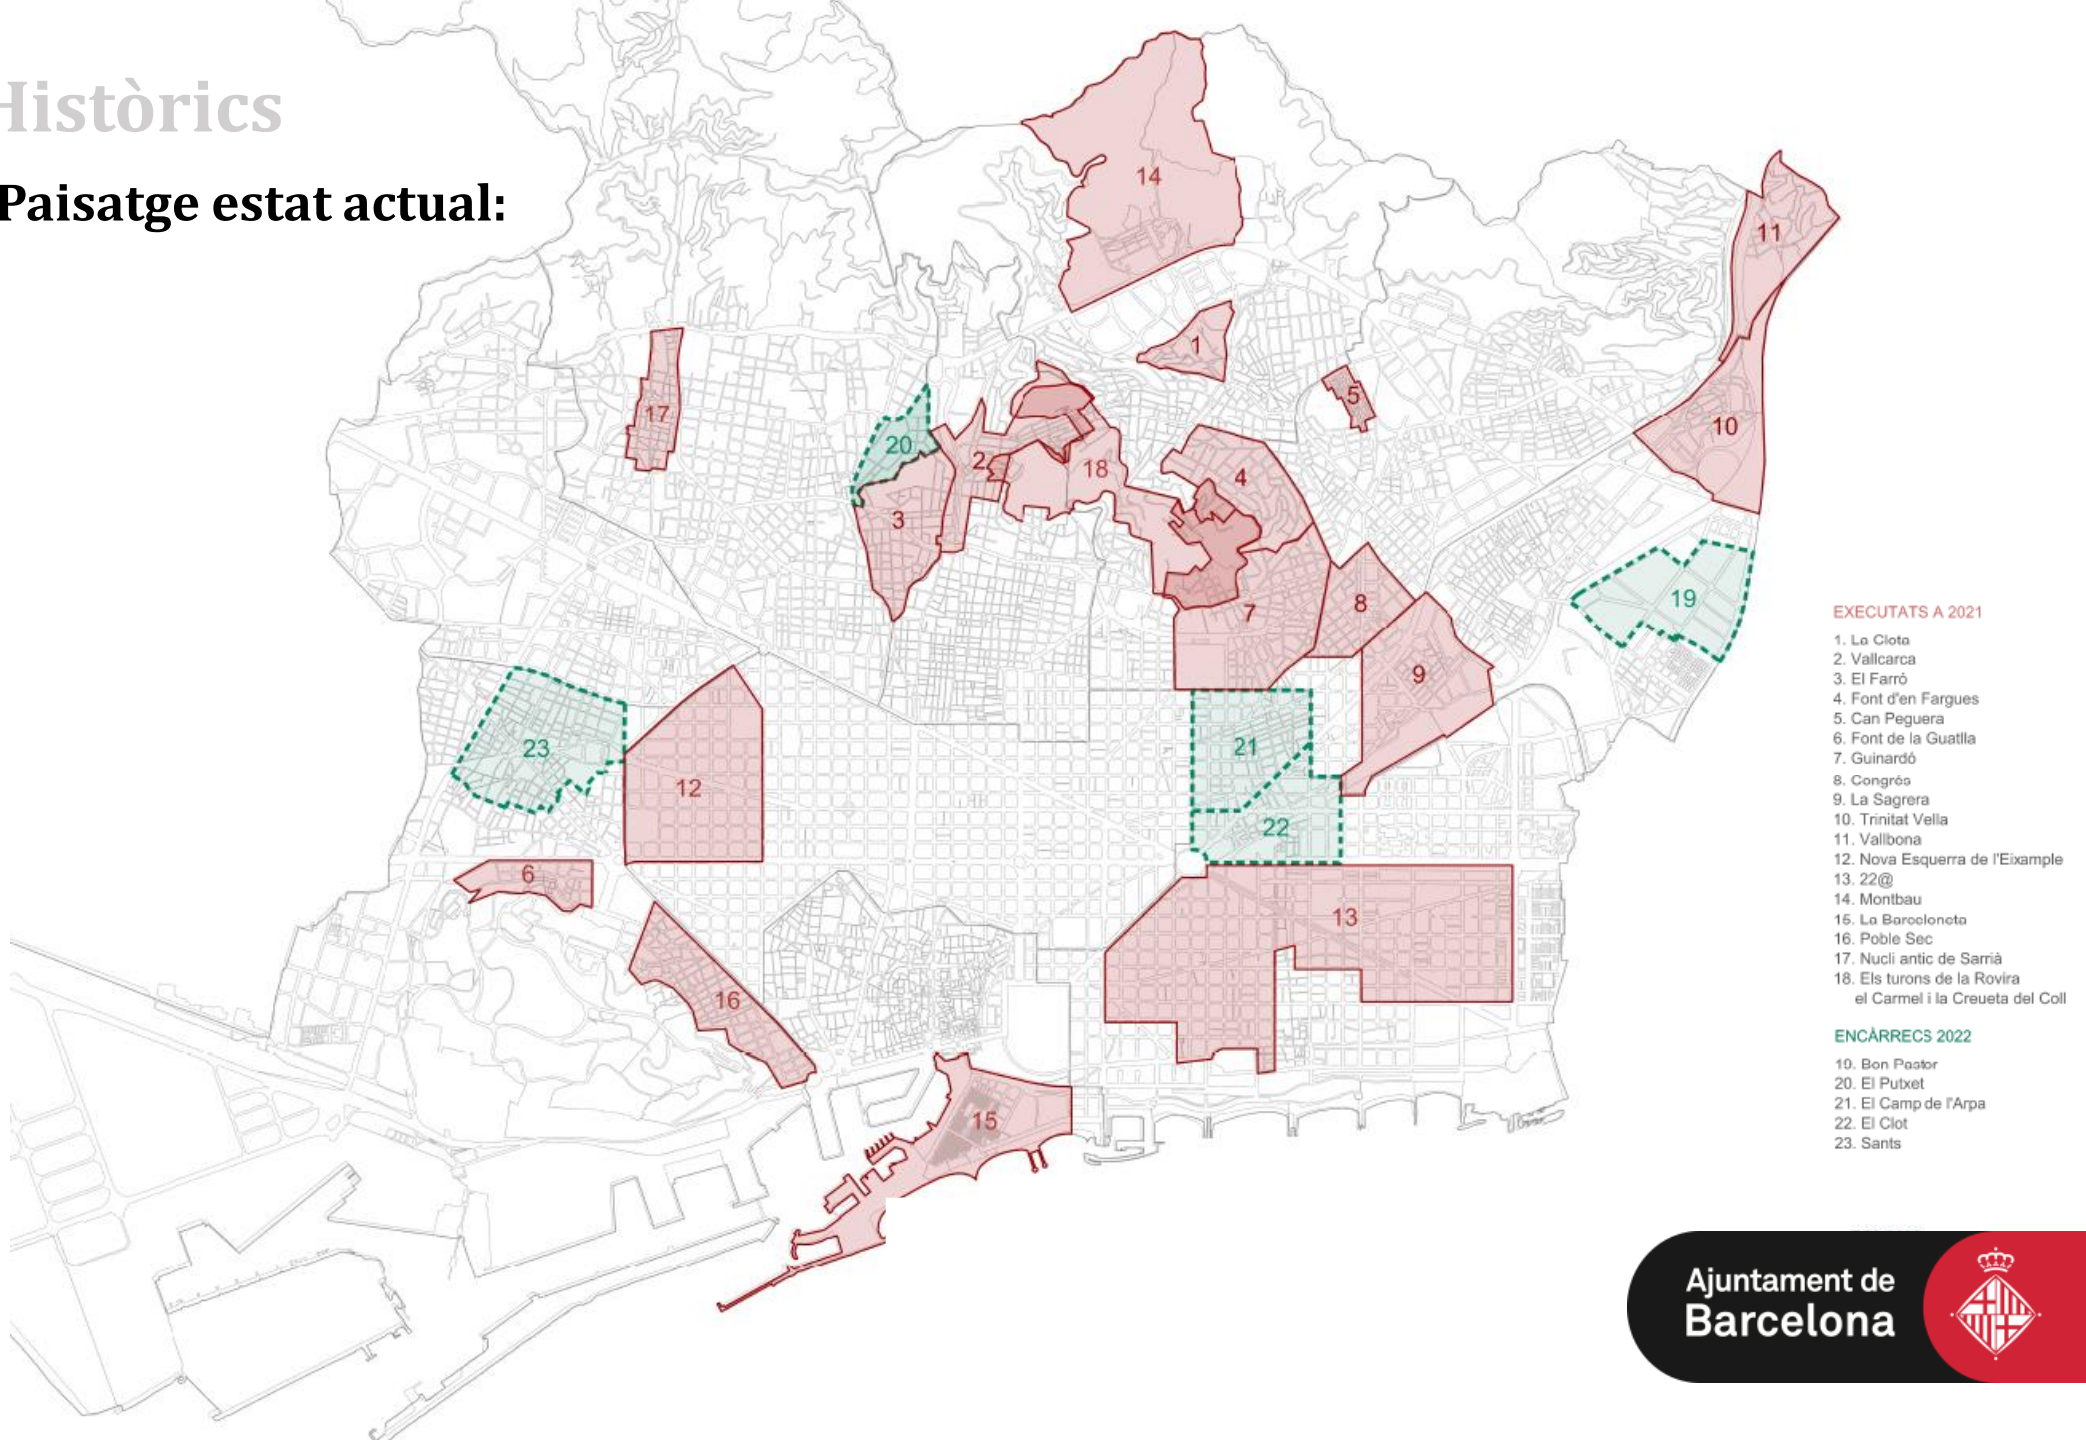 Històrics
Paisatge estat actual:
14
11
1
17
5
20
10
2
18
4
3
19
8
7
9
23
21
12
22
6
13
16
15
EXECUTATS A 2021
1. La Clota
2. Vallcarca
3. El Farró
4. Font d'en Fargues
5. Can Peguera
6. Font de la Guatlla
7. Guinardó
8. Congrés
9. La Sagrera
10. Trinitat Vella
11. Vallbona
12. Nova Esquerra de l'Eixample
13. 22@
14. Montbau
15. La Barceloneta
16. Poble Sec
17. Nucli antic de Sarrià
18. Els turons de la Rovira
el Carmel i la Creueta del Coll
ENCÀRRECS 2022
19. Bon Pastor
20. El Putxet
21. El Camp de l'Arpa
22. El Clot
23. Sants
Ajuntament de
Barcelona